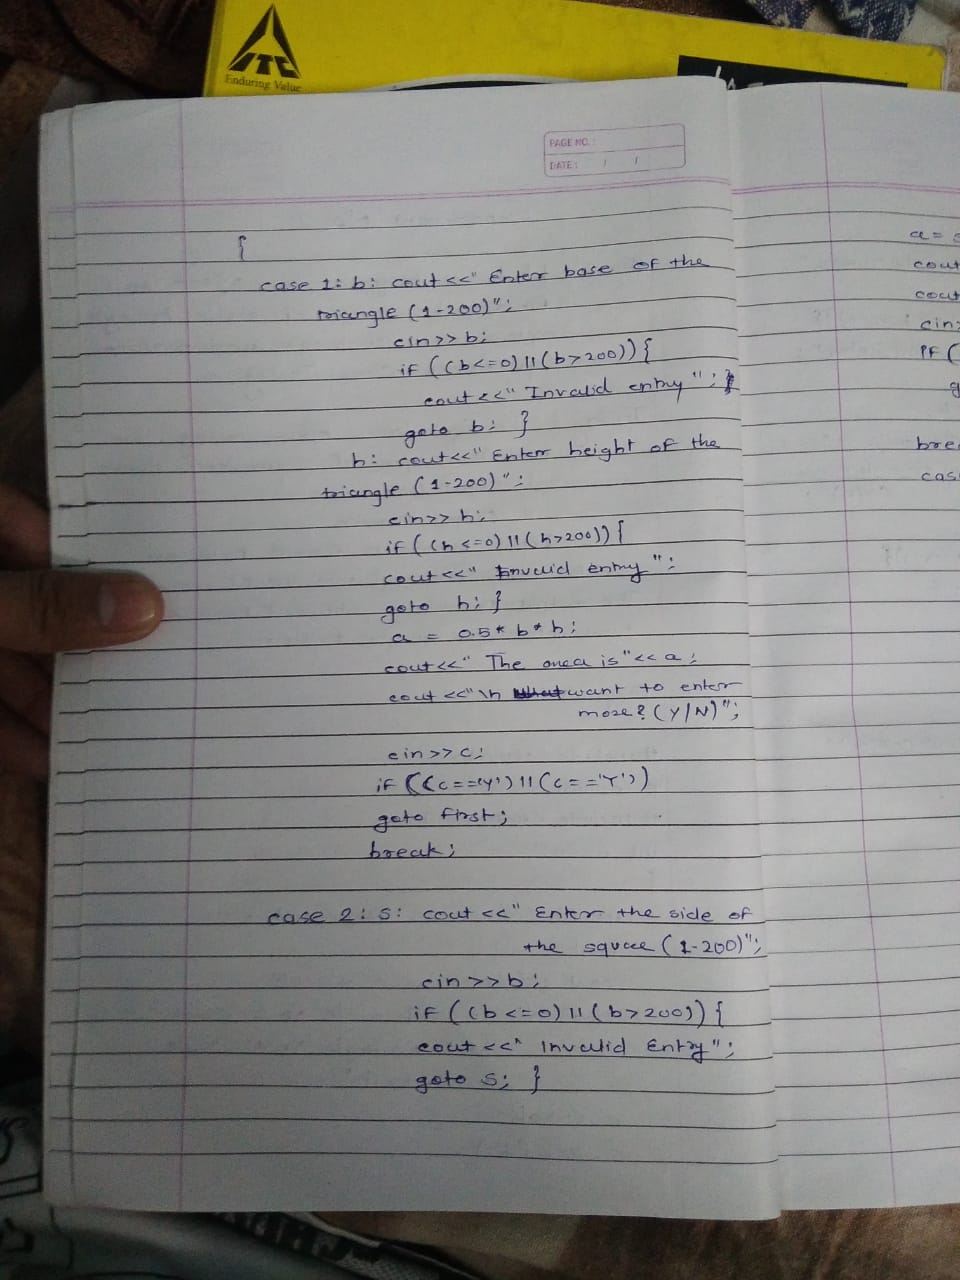 ITC
Enduring Value
PAGE NO.:
DATE: / /
{
case 1: b: cout<<" Enter base of the
triangle (1-200)";
cin>> b;
if ((b<=0)||(b>200)){
cout<<" Invalid entry";
goto b; }
h: cout<<" Enter height of the
triangle (1-200)";
cin>> h;
if ((h<=0)||(h>200)){
cout<<" Invalid entry";
goto h; }
a = 0.5* b* h;
cout<<" The area is"<< a;
cout <<"\n want to enter
more? (Y/N)";
cin>> c;
if ((c=='y')||(c=='Y'))
goto first;
break;
case 2: s: cout <<" Enter the side of
the squree (1-200)";
cin>>b;
if ((b<=0)||(b>200)){
cout <<" Invalid Entry";
goto s; }
a =
cout
cout
cin>
if (
g
brea
cas